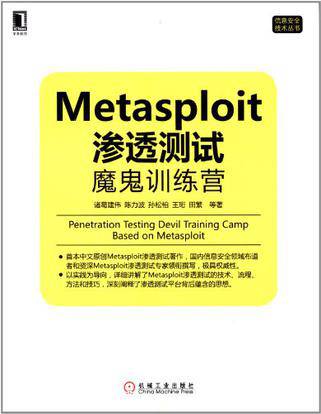 信息安全
技术丛书
Metasploit
渗透测试
魔鬼训练营
诸葛建伟 陈力波 孙松柏 王珩 田繁 等著
Penetration Testing Devil Training Camp
Based on Metasploit
●首本中文原创Metasploit渗透测试著作，国内信息安全领域布道
者和资深Metasploit渗透测试专家领衔撰写，极具权威性。
●以实践为导向，详细讲解了Metasploit渗透测试的技术、流程、
方法和技巧，深刻阐释了渗透测试平台背后蕴含的思想。
机械工业出版社
China Machine Press